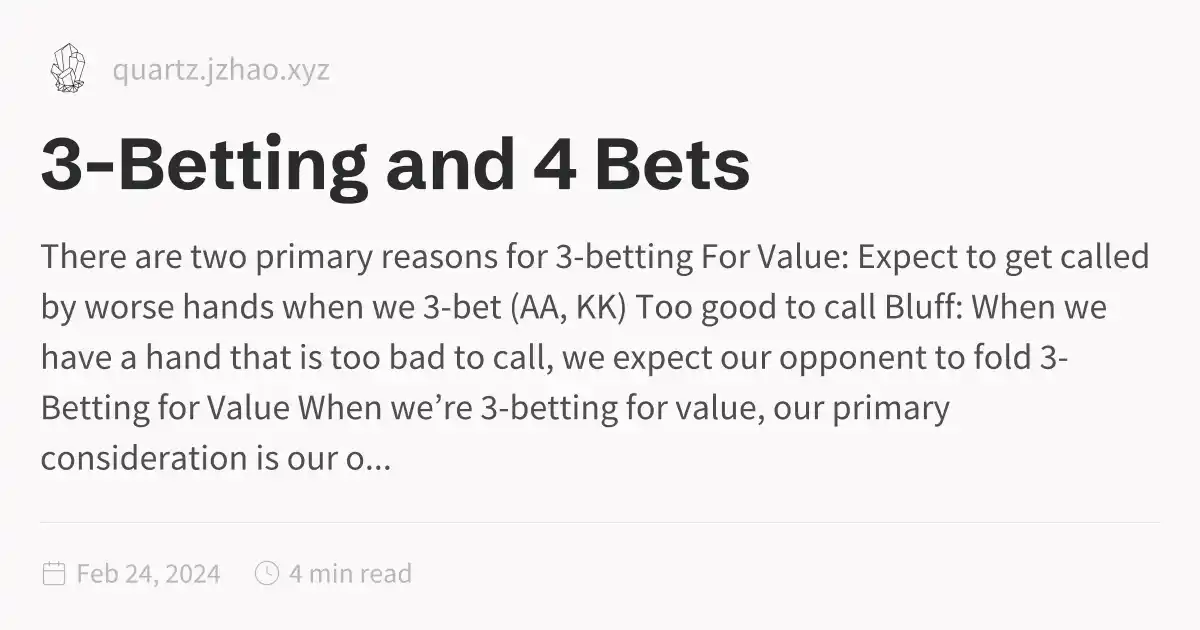 quartz.jzhao.xyz
3-Betting and 4 Bets
There are two primary reasons for 3-betting For Value: Expect to get called
by worse hands when we 3-bet (AA, KK) Too good to call Bluff: When we
have a hand that is too bad to call, we expect our opponent to fold 3-
Betting for Value When we’re 3-betting for value, our primary
consideration is our o...
Feb 24, 2024 4 min read